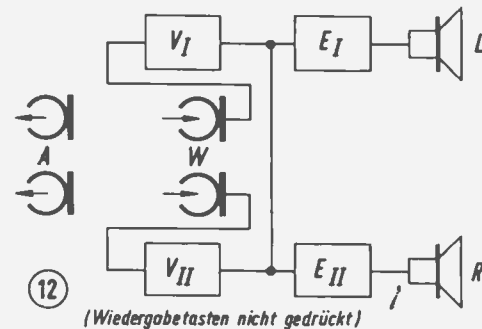 V_I E_I L
A W
V_II E_II R
12
(Wiedergabetasten nicht gedrückt)